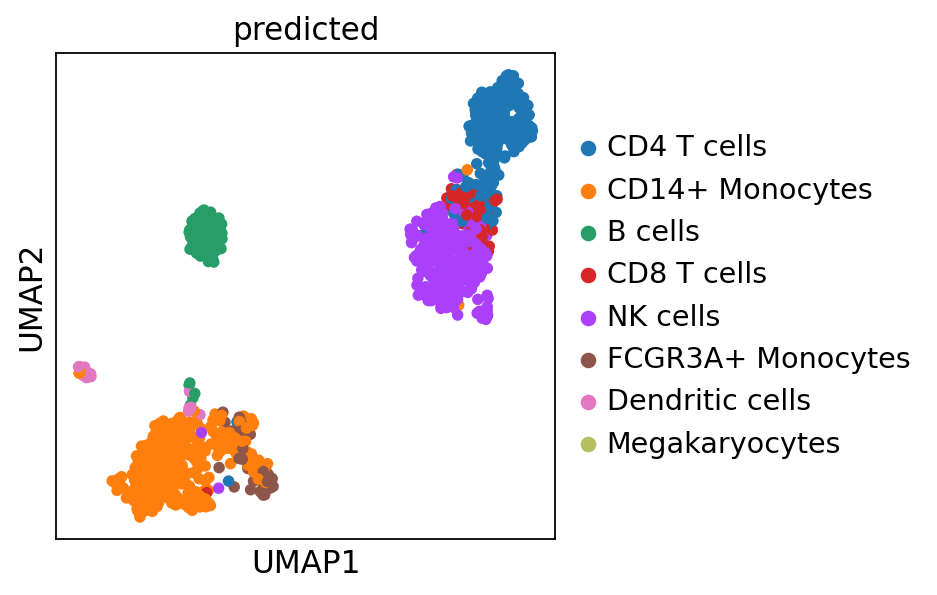 predicted
UMAP2
UMAP1
CD4 T cells
CD14+ Monocytes
B cells
CD8 T cells
NK cells
FCGR3A+ Monocytes
Dendritic cells
Megakaryocytes